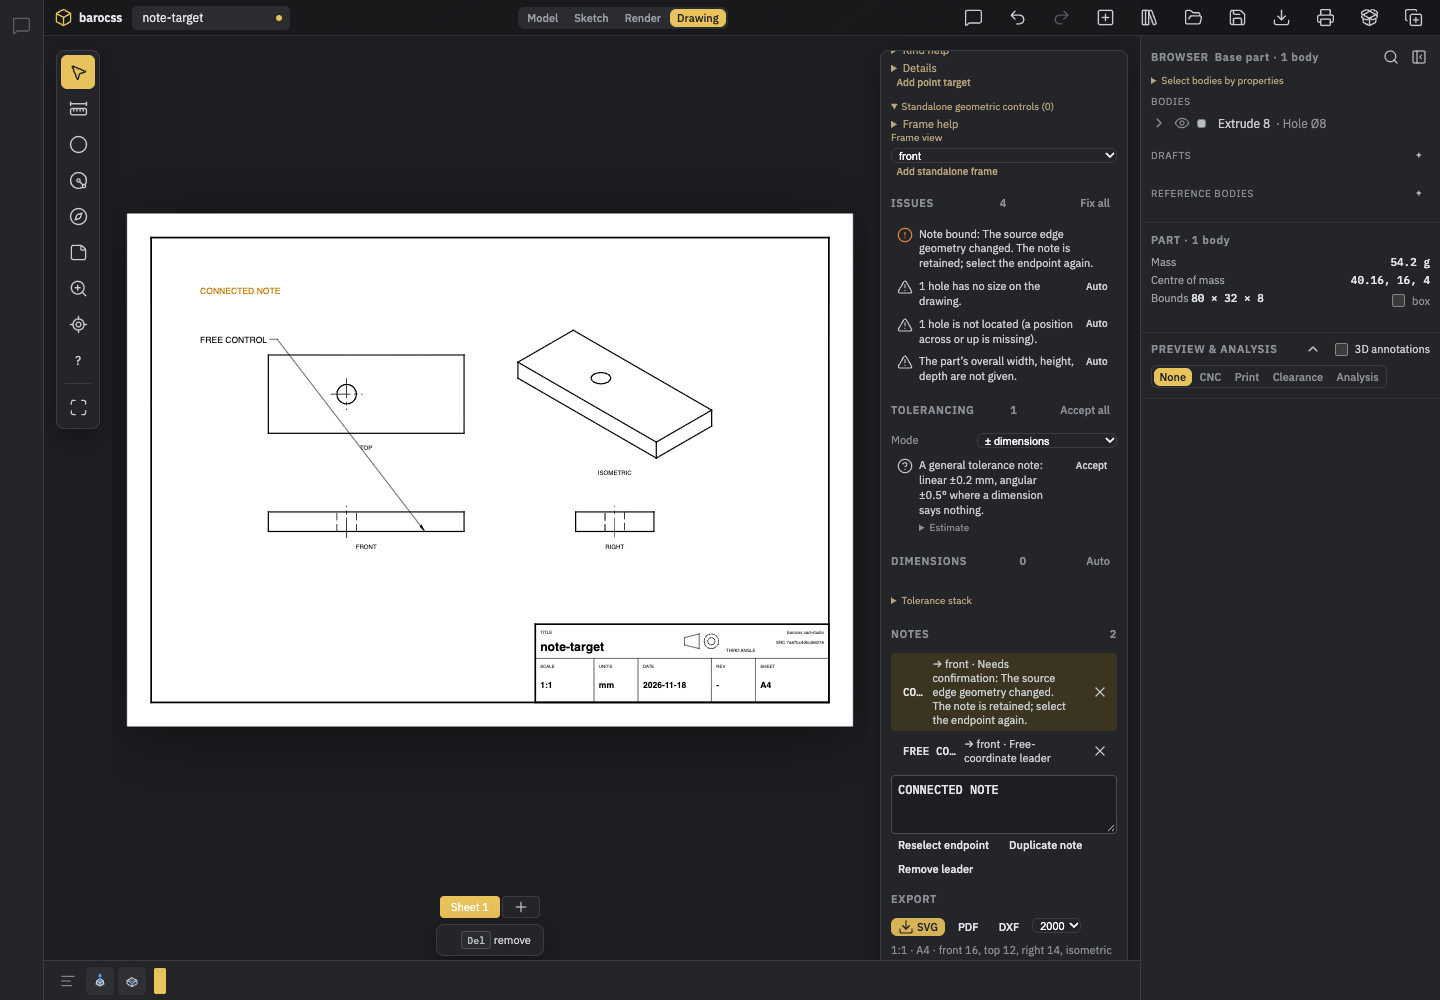 barocss
note-target
Model
Sketch
Render
Drawing
Details
Add point target
Standalone geometric controls (0)
Frame help
Frame view
front
Add standalone frame
ISSUES 4 Fix all
Note bound: The source edge
geometry changed. The note is
retained; select the endpoint again.
1 hole has no size on the
drawing.
Auto
1 hole is not located (a position
across or up is missing).
Auto
The part's overall width, height,
depth are not given.
Auto
TOLERANCING 1 Accept all
Mode ± dimensions
A general tolerance note:
linear ±0.2 mm, angular
±0.5° where a dimension
says nothing.
Accept
Estimate
DIMENSIONS 0 Auto
Tolerance stack
NOTES 2
CO...
→ front · Needs
confirmation: The source
edge geometry changed.
The note is retained; select
the endpoint again.
FREE CO...
→ front · Free-
coordinate leader
CONNECTED NOTE
Reselect endpoint Duplicate note
Remove leader
EXPORT
SVG PDF DXF 2000
1:1 · A4 · front 16, top 12, right 14, isometric
BROWSER Base part · 1 body
Select bodies by properties
BODIES
Extrude 8 · Hole Ø8
DRAFTS +
REFERENCE BODIES +
PART · 1 body
Mass 54.2 g
Centre of mass 40.16, 16, 4
Bounds 80 × 32 × 8 box
PREVIEW & ANALYSIS 3D annotations
None CNC Print Clearance Analysis
CONNECTED NOTE
FREE CONTROL
TOP
ISOMETRIC
FRONT
RIGHT
TITLE
note-target
THIRD ANGLE
barocss cad-studio
SCALE
1:1
UNITS
mm
DATE
2026-11-18
REV
-
SHEET
A4
Sheet 1 +
Del remove
?